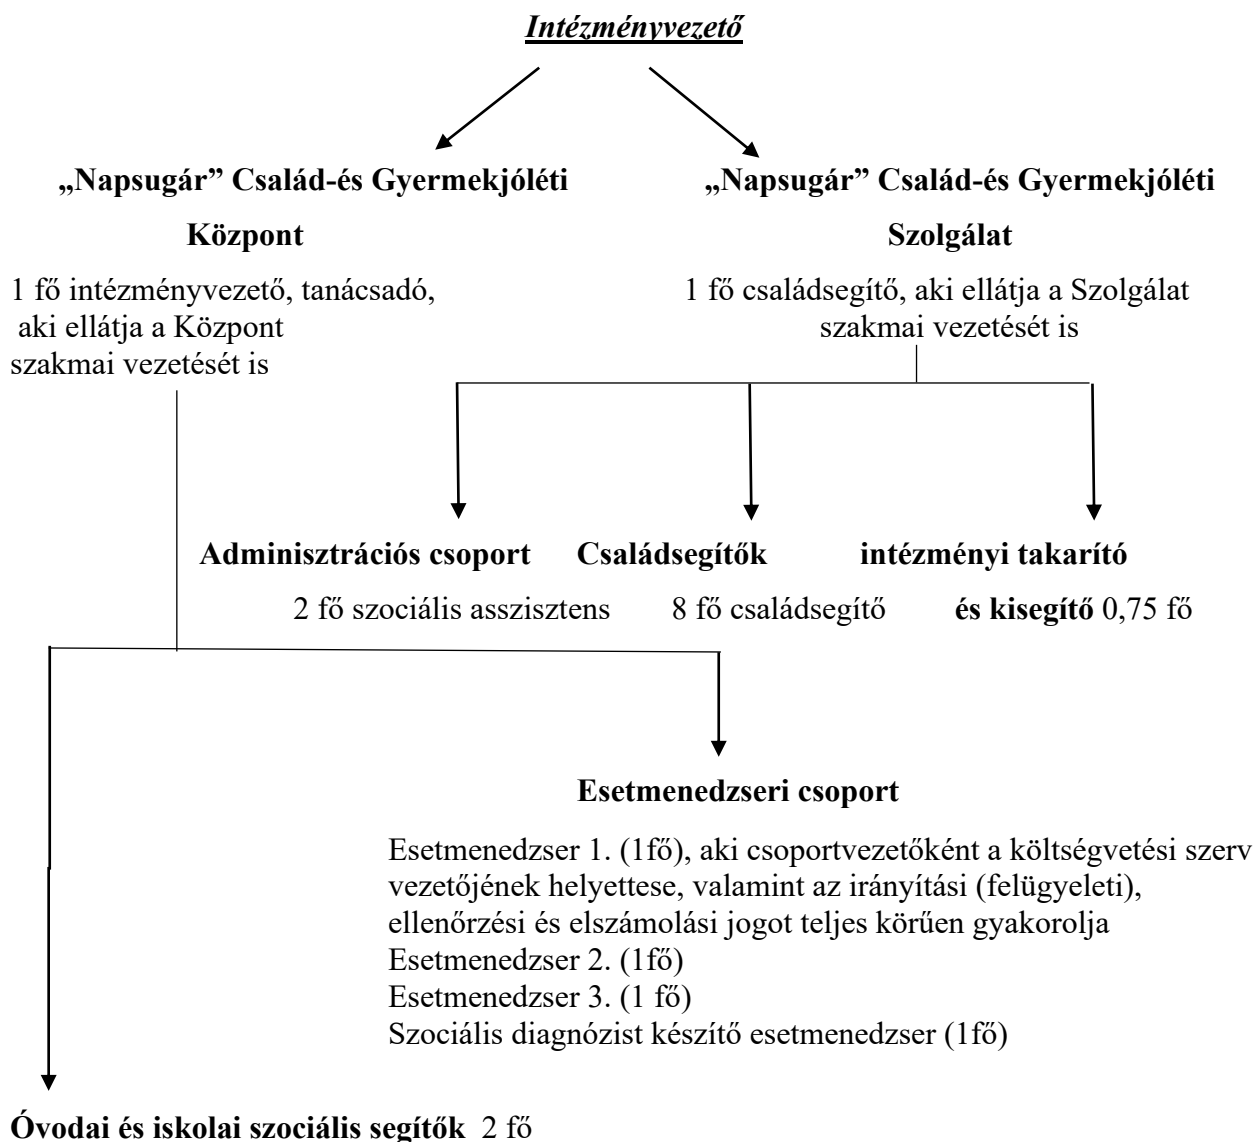 Intézményvezető
„Napsugár” Család-és Gyermekjóléti
Központ
1 fő intézményvezető, tanácsadó,
aki ellátja a Központ
szakmai vezetését is
„Napsugár” Család-és Gyermekjóléti
Szolgálat
1 fő családsegítő, aki ellátja a Szolgálat
szakmai vezetését is
Adminisztrációs csoport
2 fő szociális asszisztens
Családsegítők
8 fő családsegítő
intézményi takarító
és kisegítő 0,75 fő
Esetmenedzseri csoport
Esetmenedzser 1. (1fő), aki csoportvezetőként a költségvetési szerv
vezetőjének helyettese, valamint az irányítási (felügyeleti),
ellenőrzési és elszámolási jogot teljes körűen gyakorolja
Esetmenedzser 2. (1fő)
Esetmenedzser 3. (1 fő)
Szociális diagnózist készítő esetmenedzser (1fő)
Óvodai és iskolai szociális segítők 2 fő